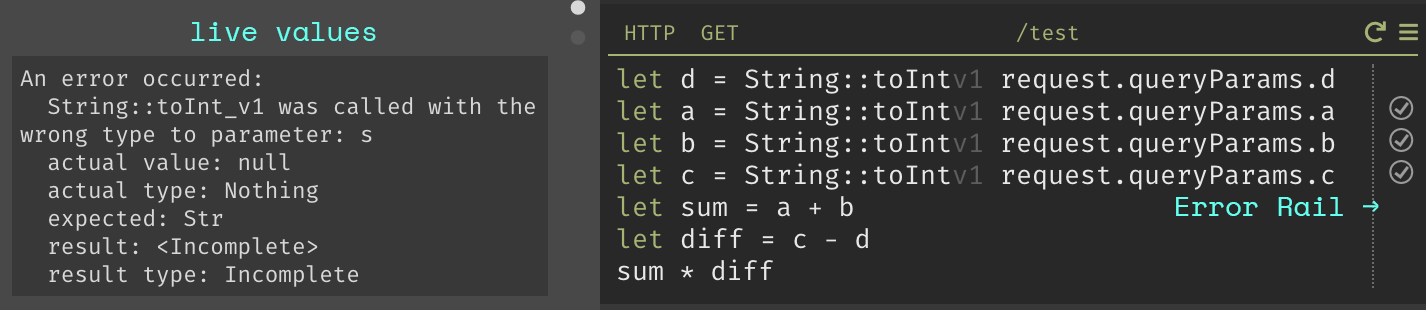 live values
An error occurred:
String::toInt_v1 was called with the
wrong type to parameter: s
actual value: null
actual type: Nothing
expected: Str
result: <Incomplete>
result type: Incomplete
HTTP GET /test
let d = String::toIntv1 request.queryParams.d
let a = String::toIntv1 request.queryParams.a
let b = String::toIntv1 request.queryParams.b
let c = String::toIntv1 request.queryParams.c
let sum = a + b
Error Rail →
let diff = c - d
sum * diff